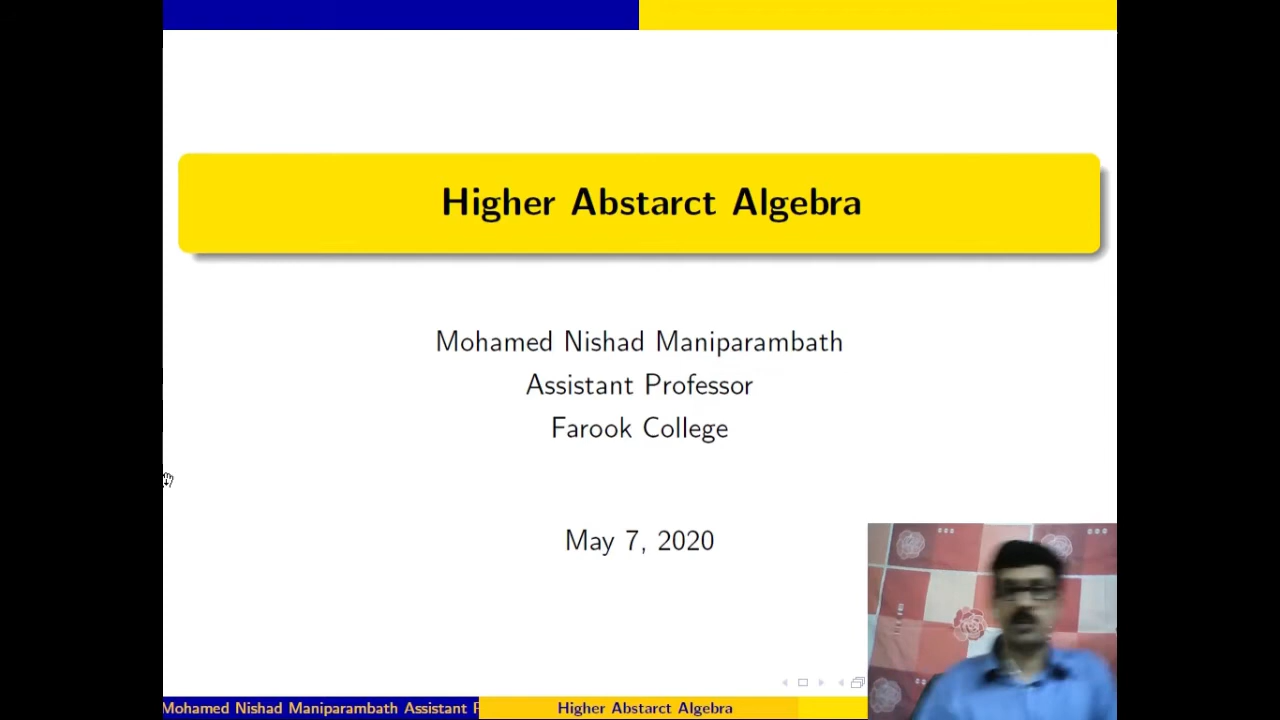 Higher Abstarct Algebra
Mohamed Nishad Maniparambath
Assistant Professor
Farook College
May 7, 2020
Mohamed Nishad Maniparambath Assistant
Higher Abstarct Algebra